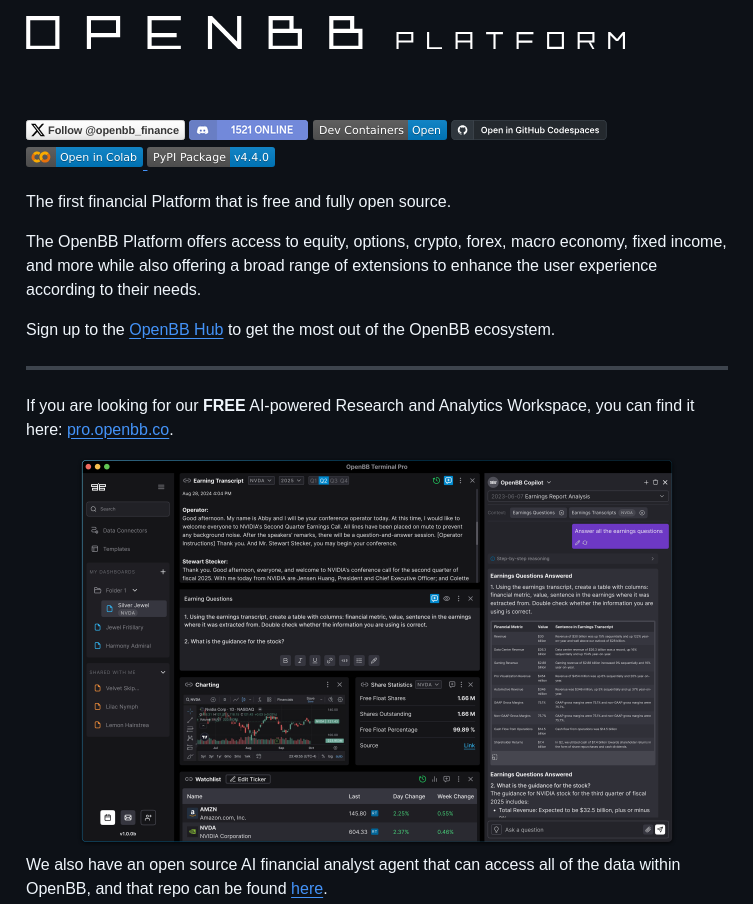 OPENBB PLATFORM
Follow @openbb_finance 1521 ONLINE Dev Containers Open Open in GitHub Codespaces
Open in Colab PyPI Package v4.4.0
The first financial Platform that is free and fully open source.
The OpenBB Platform offers access to equity, options, crypto, forex, macro economy, fixed income,
and more while also offering a broad range of extensions to enhance the user experience
according to their needs.
Sign up to the OpenBB Hub to get the most out of the OpenBB ecosystem.
If you are looking for our FREE AI-powered Research and Analytics Workspace, you can find it
here: pro.openbb.co.
OpenBB Terminal Pro
Search
Data Connectors
Templates
MY DASHBOARDS
Folder 1
Silver Jewel
NVDA
Jewel Fritillary
Harmony Admiral
SHARED WITH ME
Velvet Skip...
Lilac Nymph
Lemon Hairstrea
v1.0.0b
Earning Transcript NVDA 2025 Q1 Q2 Q3 Q4
Aug 28, 2024 4:04 PM
Operator:
Good afternoon. My name is Abby and I will be your conference operator today. At this time, I would like to
welcome everyone to NVIDIA's Second Quarter Earnings Call. All lines have been placed on mute to prevent
any background noise. After the speakers' remarks, there will be a question-and-answer session. [Operator
Instructions] Thank you. And Mr. Stewart Stecker, you may begin your conference.
Stewart Stecker:
Thank you. Good afternoon, everyone, and welcome to NVIDIA's conference call for the second quarter of
fiscal 2025. With me today from NVIDIA are Jensen Huang, President and Chief Executive Officer; and Colette
Earning Questions
1. Using the earnings transcript, create a table with columns: financial metric, value, sentence in the earnings
where it was extracted from. Double check whether the information you are using is correct.
2. What is the guidance for the stock?
Charting
Share Statistics NVDA
Free Float Shares 1.66 M
Shares Outstanding 1.66 M
Free Float Percentage 99.89 %
Source Link
Watchlist Edit Ticker
Name Last Day Change Week Change
AMZN
Amazon.com, Inc.
145.80 2.25% 0.55%
NVDA
NVIDIA Corporation
604.33 2.37% 0.46%
OpenBB Copilot
2023-06-07 Earnings Report Analysis
Context: Earnings Questions Earnings Transcripts NVDA
Answer all the earnings questions
Step-by-step reasoning
Earnings Questions Answered
1. Using the earnings transcript, create a table with columns:
financial metric, value, sentence in the earnings where it was
extracted from. Double check whether the information you are
using is correct.
Financial Metric Value Sentence in Earnings Transcript
Earnings Questions Answered
2. What is the guidance for the stock?
The guidance for NVIDIA stock for the third quarter of fiscal
2025 includes:
• Total Revenue: Expected to be $32.5 billion, plus or minus
Ask a question
We also have an open source AI financial analyst agent that can access all of the data within
OpenBB, and that repo can be found here.